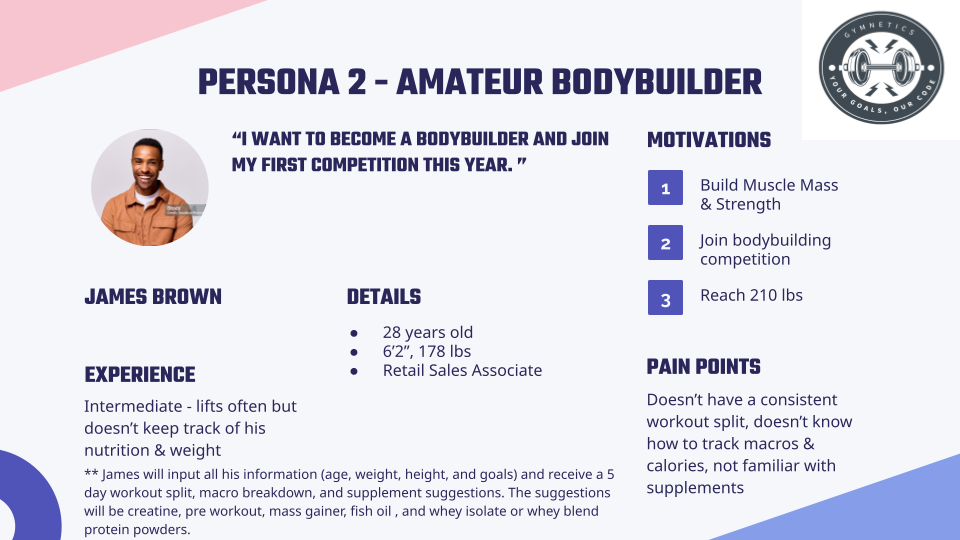 GYMNETICS
YOUR GOALS, OUR CODE
PERSONA 2 - AMATEUR BODYBUILDER
“I WANT TO BECOME A BODYBUILDER AND JOIN
MY FIRST COMPETITION THIS YEAR. ”
JAMES BROWN
EXPERIENCE
Intermediate - lifts often but
doesn’t keep track of his
nutrition & weight
DETAILS
● 28 years old
● 6’2”, 178 lbs
● Retail Sales Associate
** James will input all his information (age, weight, height, and goals) and receive a 5
day workout split, macro breakdown, and supplement suggestions. The suggestions
will be creatine, pre workout, mass gainer, fish oil , and whey isolate or whey blend
protein powders.
MOTIVATIONS
1 Build Muscle Mass
& Strength
2 Join bodybuilding
competition
3 Reach 210 lbs
PAIN POINTS
Doesn’t have a consistent
workout split, doesn’t know
how to track macros &
calories, not familiar with
supplements